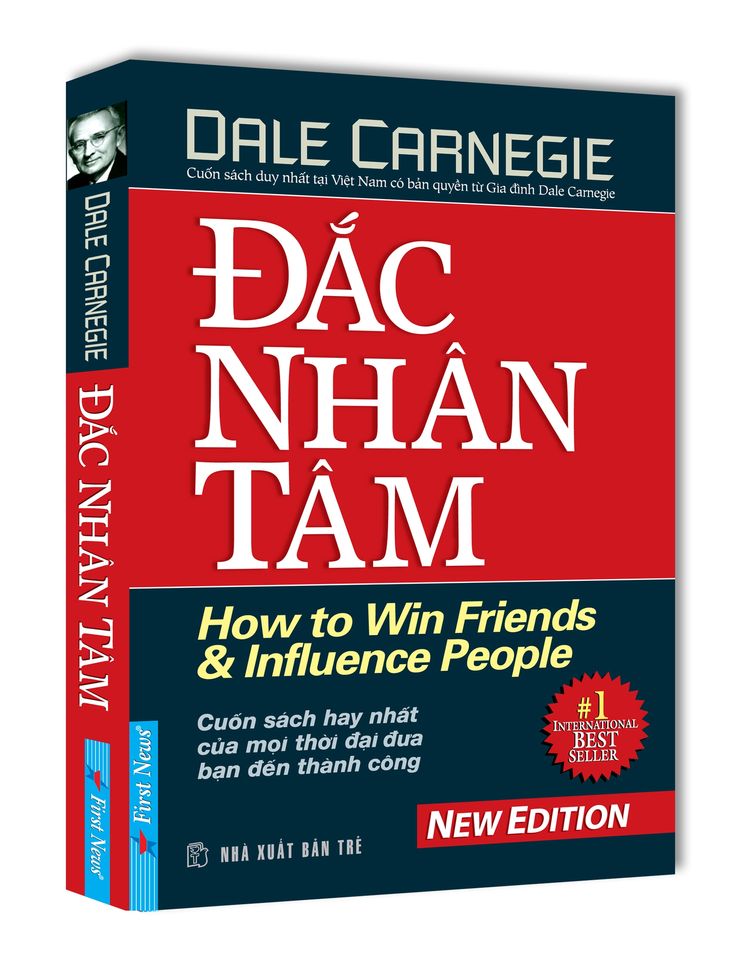 DALE CARNEGIE
Cuốn sách duy nhất tại Việt Nam có bản quyền từ Gia đình Dale Carnegie
ĐẮC
NHÂN
TÂM
How to Win Friends
& Influence People
Cuốn sách hay nhất
của mọi thời đại đưa
bạn đến thành công
#1
INTERNATIONAL
BEST
SELLER
NEW EDITION
NHÀ XUẤT BẢN TRẺ
First News®
DALE CARNEGIE
ĐẮC NHÂN TÂM
First News®